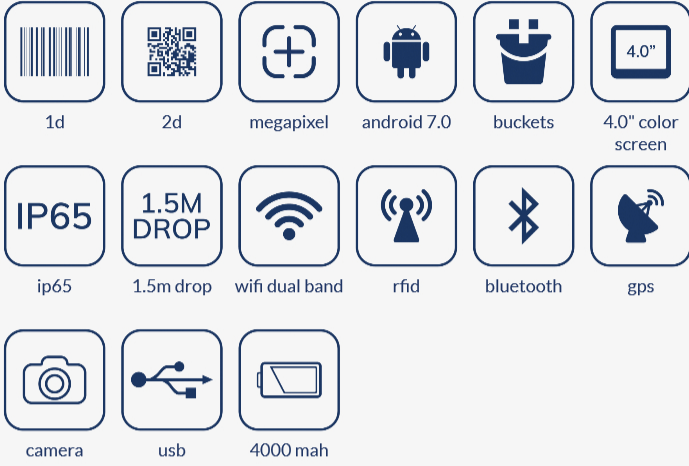 1d
2d
megapixel
android 7.0
buckets
4.0"
4.0" color
screen
IP65
ip65
1.5M
DROP
1.5m drop
wifi dual band
rfid
bluetooth
gps
camera
usb
4000 mah